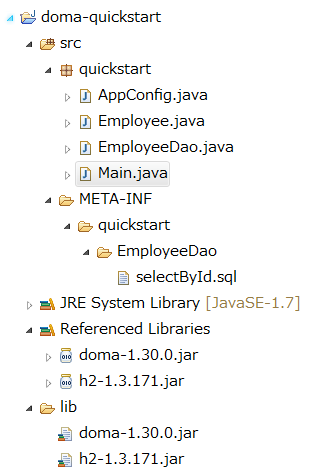 doma-quickstart
src
quickstart
AppConfig.java
Employee.java
EmployeeDao.java
Main.java
META-INF
quickstart
EmployeeDao
selectById.sql
JRE System Library [JavaSE-1.7]
Referenced Libraries
doma-1.30.0.jar
h2-1.3.171.jar
lib
doma-1.30.0.jar
h2-1.3.171.jar